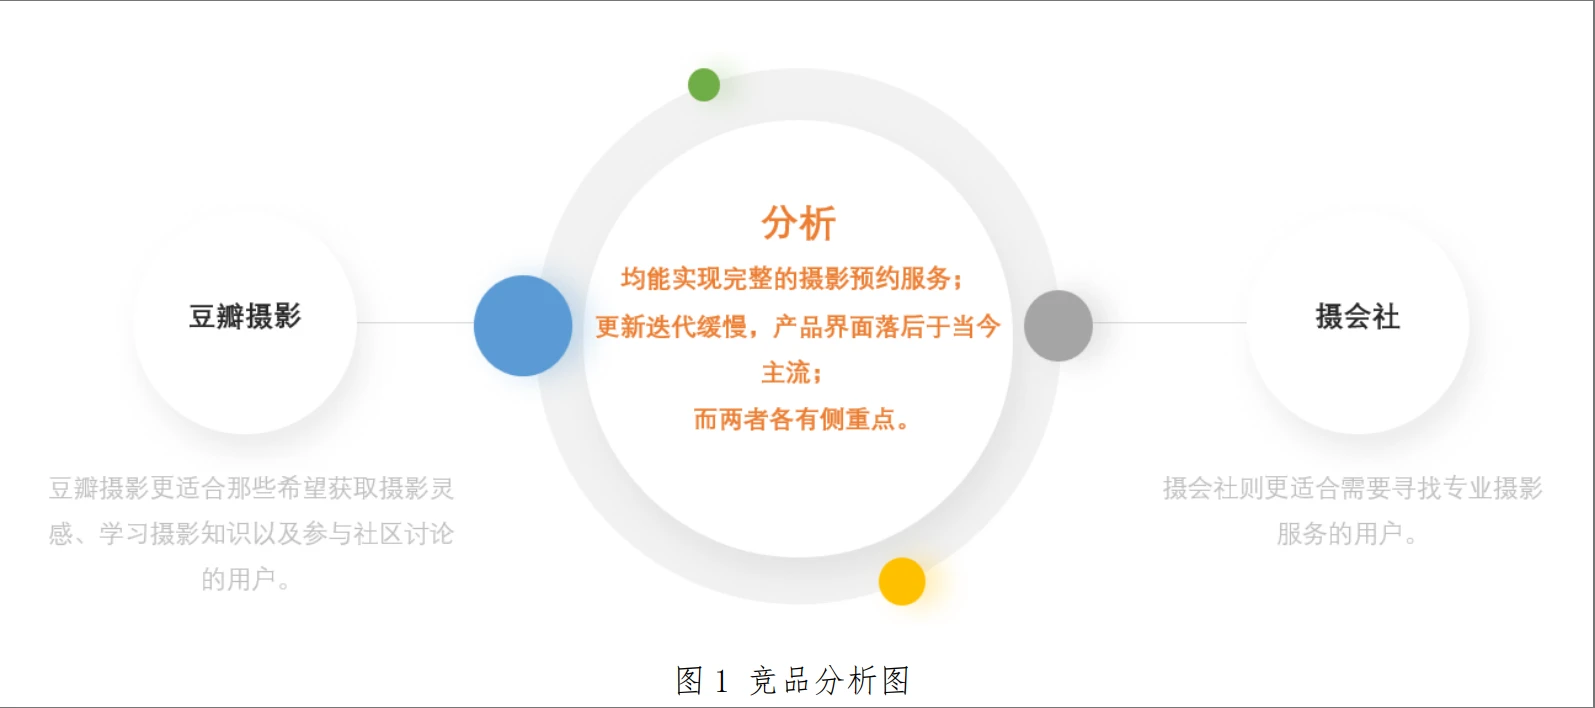 分析
均能实现完整的摄影预约服务；
更新迭代缓慢，产品界面落后于当今
主流；
而两者各有侧重点。
豆瓣摄影
豆瓣摄影更适合那些希望获取摄影灵
感、学习摄影知识以及参与社区讨论
的用户。
摄会社
摄会社则更适合需要寻找专业摄影
服务的用户。
图 1 竞品分析图